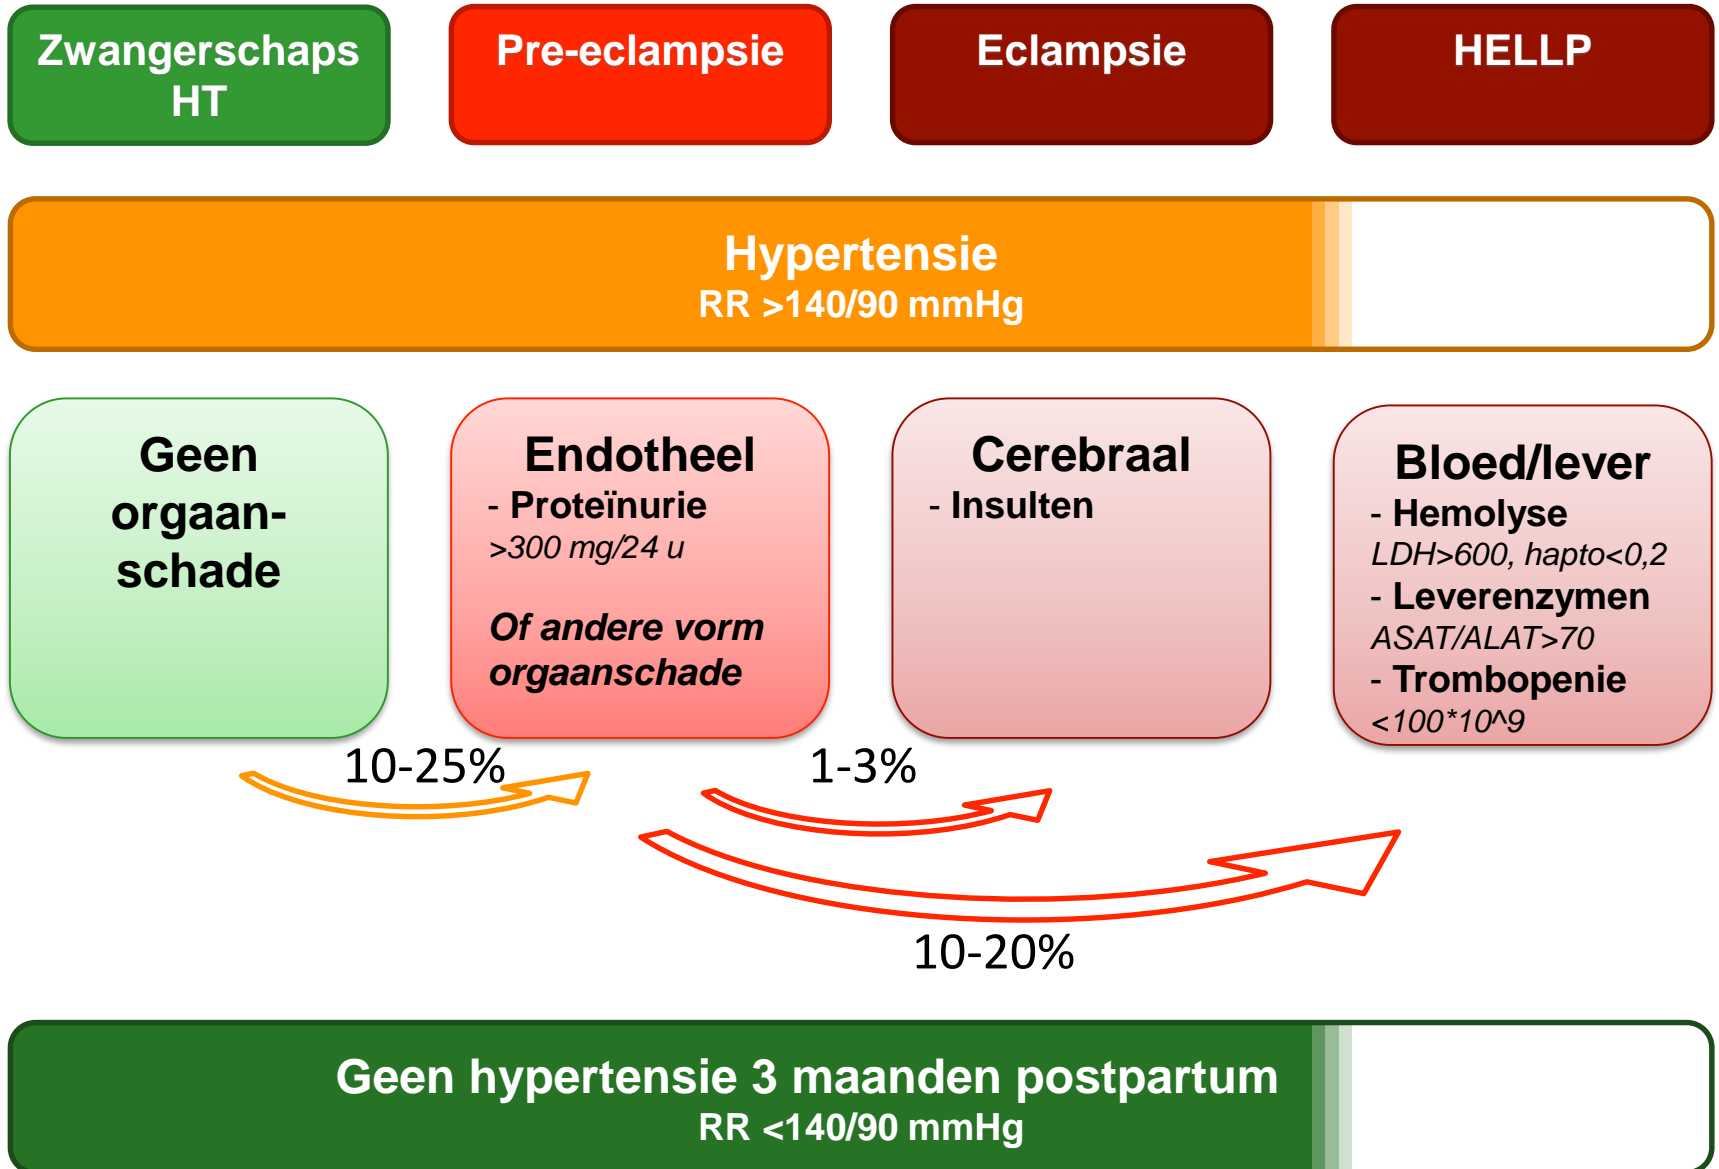 Zwangerschaps
HT
Pre-eclampsie
Eclampsie
HELLP
Hypertensie
RR >140/90 mmHg
Geen
orgaan-
schade
Endotheel
- Proteïnurie
>300 mg/24 u
Of andere vorm
orgaanschade
Cerebraal
- Insulten
Bloed/lever
- Hemolyse
LDH>600, hapto<0,2
- Leverenzymen
ASAT/ALAT>70
- Trombopenie
<100*10^9
10-25%
1-3%
10-20%
Geen hypertensie 3 maanden postpartum
RR <140/90 mmHg